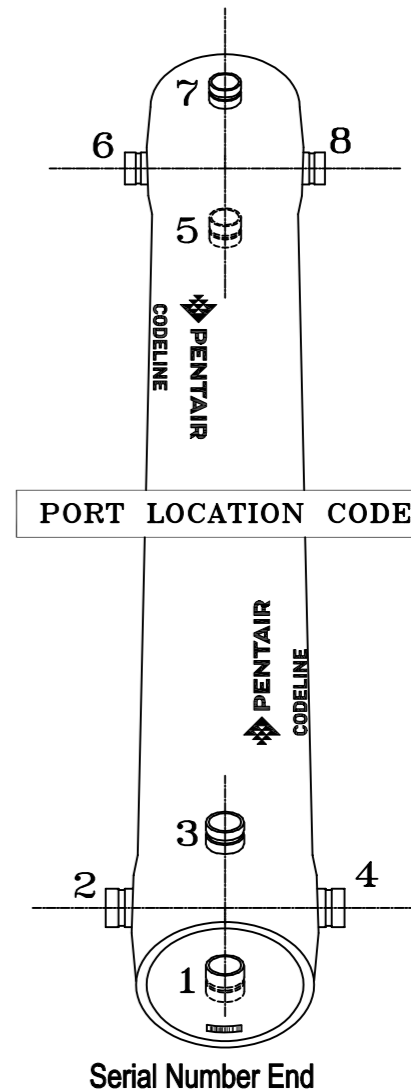 7
6 8
5
CODELINE
PENTAIR
PORT LOCATION CODE
PENTAIR
CODELINE
3
2 4
1
Serial Number End